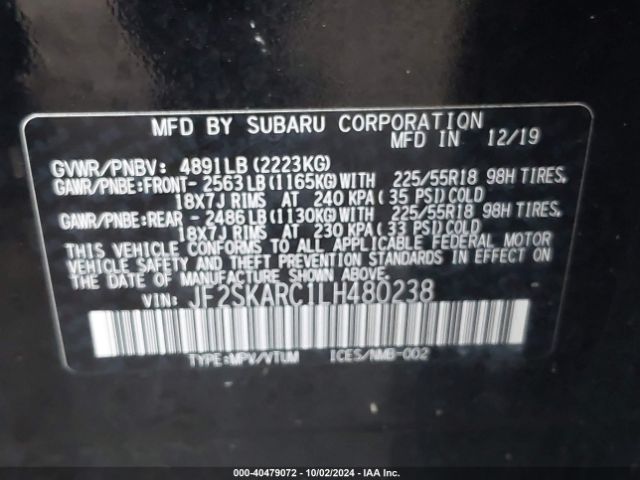 MFD BY SUBARU CORPORATION
MFD IN 12/19
GVWR/PNBV: 4891LB (2223KG)
GAWR/PNBE:FRONT- 2563LB (1165KG)WITH 225/55R18 98H TIRES,
18X7J RIMS AT 240 KPA (35 PSI) COLD
GAWR/PNBE:REAR - 2486LB (1130KG)WITH 225/55R18 98H TIRES,
18X7J RIMS AT 230 KPA (33 PSI) COLD
THIS VEHICLE CONFORMS TO ALL APPLICABLE FEDERAL MOTOR
VEHICLE SAFETY AND THEFT PREVENTION STANDARDS IN EFFECT ON
THE DATE OF MANUFACTURE SHOWN ABOVE.
VIN: JF2SKARC1LH480238
TYPE:MPV/VTUM ICES/NMB-002
000-40479072 - 10/02/2024 - COPART